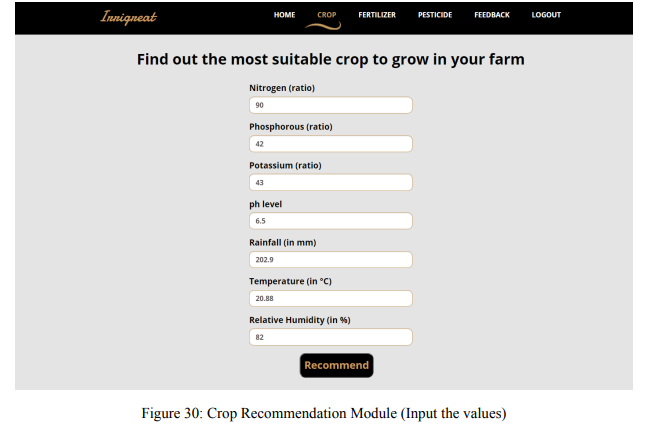 Irrigreat
HOME CROP FERTILIZER PESTICIDE FEEDBACK LOGOUT
Find out the most suitable crop to grow in your farm
Nitrogen (ratio)
90
Phosphorous (ratio)
42
Potassium (ratio)
43
ph level
6.5
Rainfall (in mm)
202.9
Temperature (in °C)
20.88
Relative Humidity (in %)
82
Recommend
Figure 30: Crop Recommendation Module (Input the values)